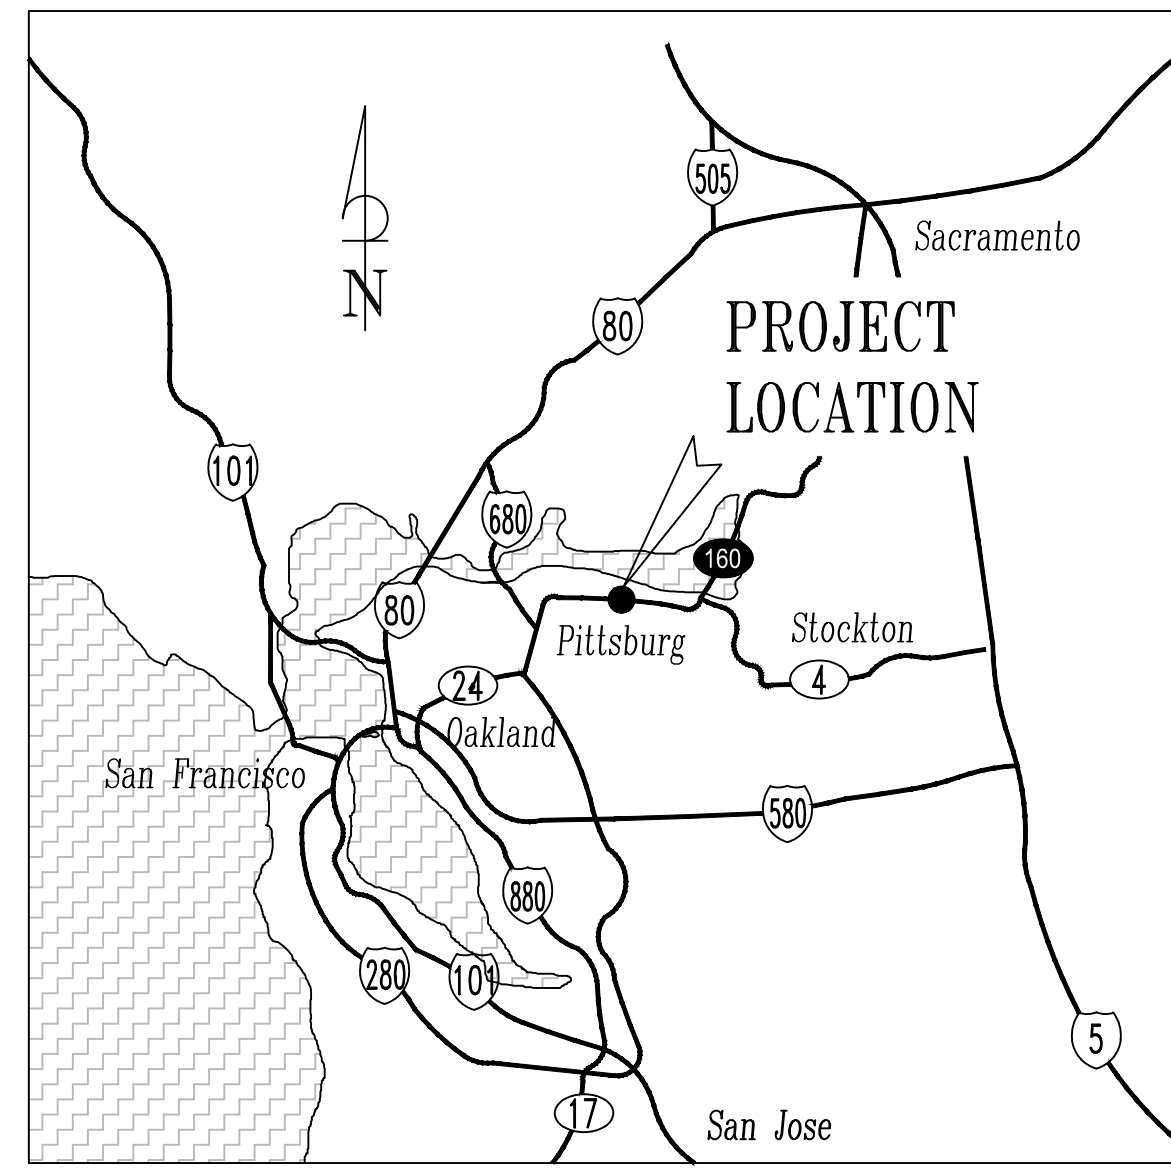 505
Sacramento
N
PROJECT
LOCATION
80
101
680
160
80
Pittsburg
Stockton
24
4
Oakland
San Francisco
580
880
280
101
5
17
San Jose